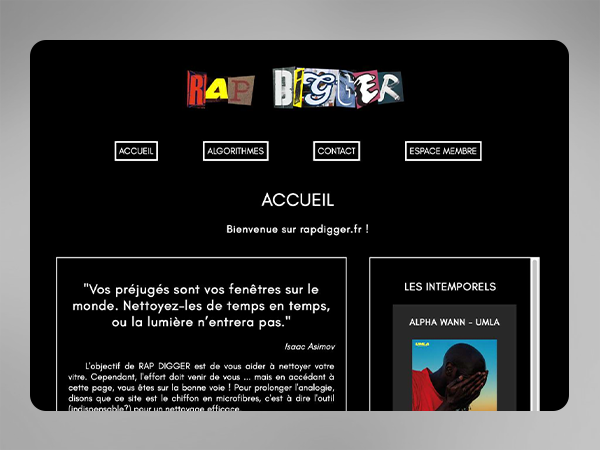 RAP DIGGER
ACCUEIL
ALGORITHMES
CONTACT
ESPACE MEMBRE
ACCUEIL
Bienvenue sur rapdigger.fr !
"Vos préjugés sont vos fenêtres sur le
monde. Nettoyez-les de temps en temps,
ou la lumière n’entrera pas."
Isaac Asimov
L'objectif de RAP DIGGER est de vous aider à nettoyer votre
vitre. Cependant, l'effort doit venir de vous ... mais en accédant à
cette page, vous êtes sur la bonne voie ! Pour prolonger l'analogie,
disons que ce site est le chiffon en microfibres, c'est à dire l'outil
(indispensable?) pour un nettoyage efficace.
LES INTEMPORELS
ALPHA WANN - UMLA
UMLA